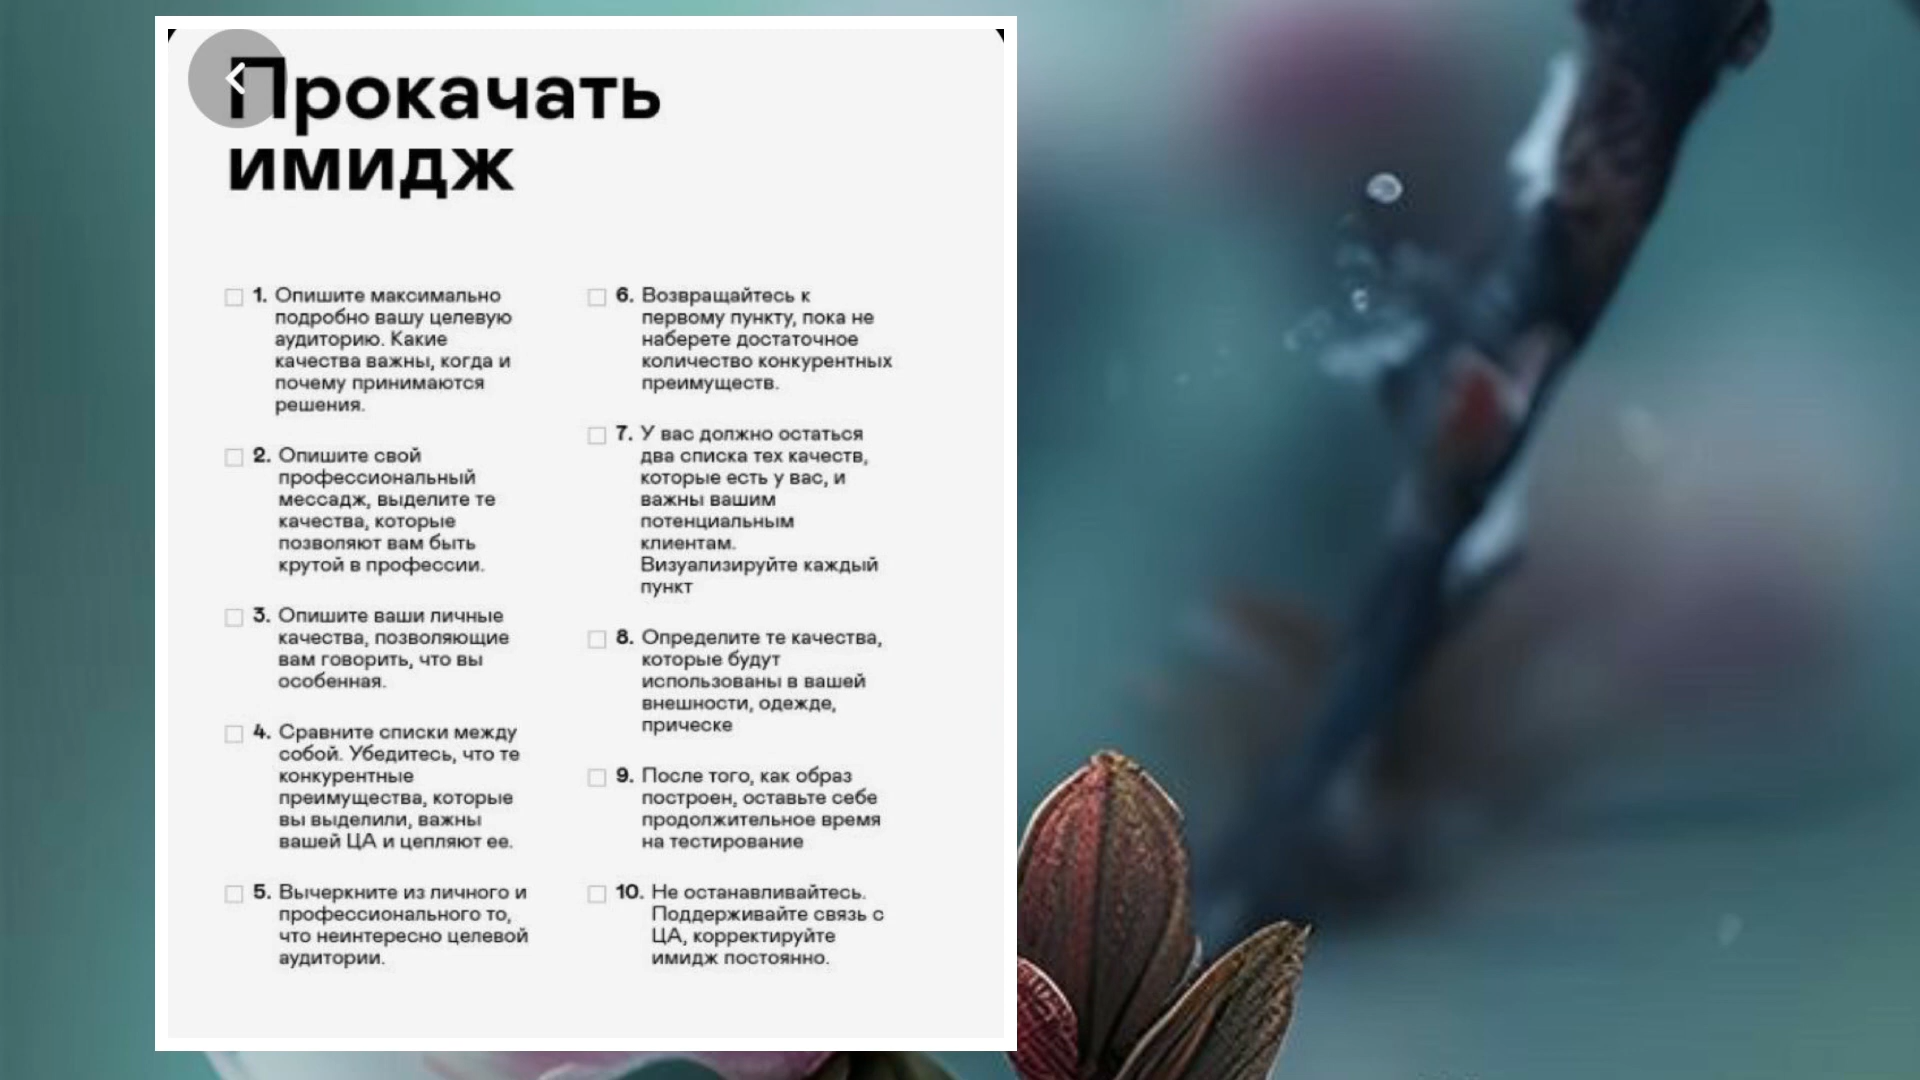 Прокачать
имидж
1. Опишите максимально
подробно вашу целевую
аудиторию. Какие
качества важны, когда и
почему принимаются
решения.
2. Опишите свой
профессиональный
мессадж, выделите те
качества, которые
позволяют вам быть
крутой в профессии.
3. Опишите ваши личные
качества, позволяющие
вам говорить, что вы
особенная.
4. Сравните списки между
собой. Убедитесь, что те
конкурентные
преимущества, которые
вы выделили, важны
вашей ЦА и цепляют ее.
5. Вычеркните из личного и
профессионального то,
что неинтересно целевой
аудитории.
6. Возвращайтесь к
первому пункту, пока не
наберете достаточное
количество конкурентных
преимуществ.
7. У вас должно остаться
два списка тех качеств,
которые есть у вас, и
важны вашим
потенциальным
клиентам.
Визуализируйте каждый
пункт
8. Определите те качества,
которые будут
использованы в вашей
внешности, одежде,
прическе
9. После того, как образ
построен, оставьте себе
продолжительное время
на тестирование
10. Не останавливайтесь.
Поддерживайте связь с
ЦА, корректируйте
имидж постоянно.